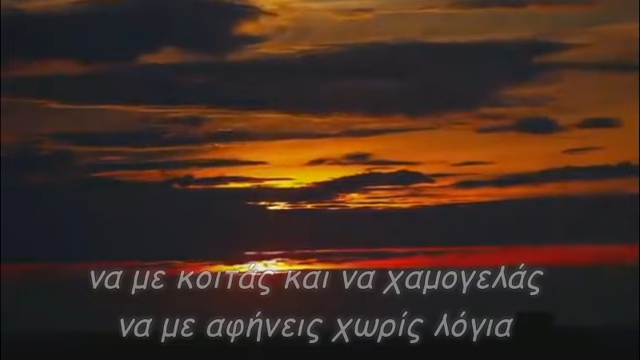 να με κοιτάς και να χαμογελάς
να με αφήνεις χωρίς λόγια